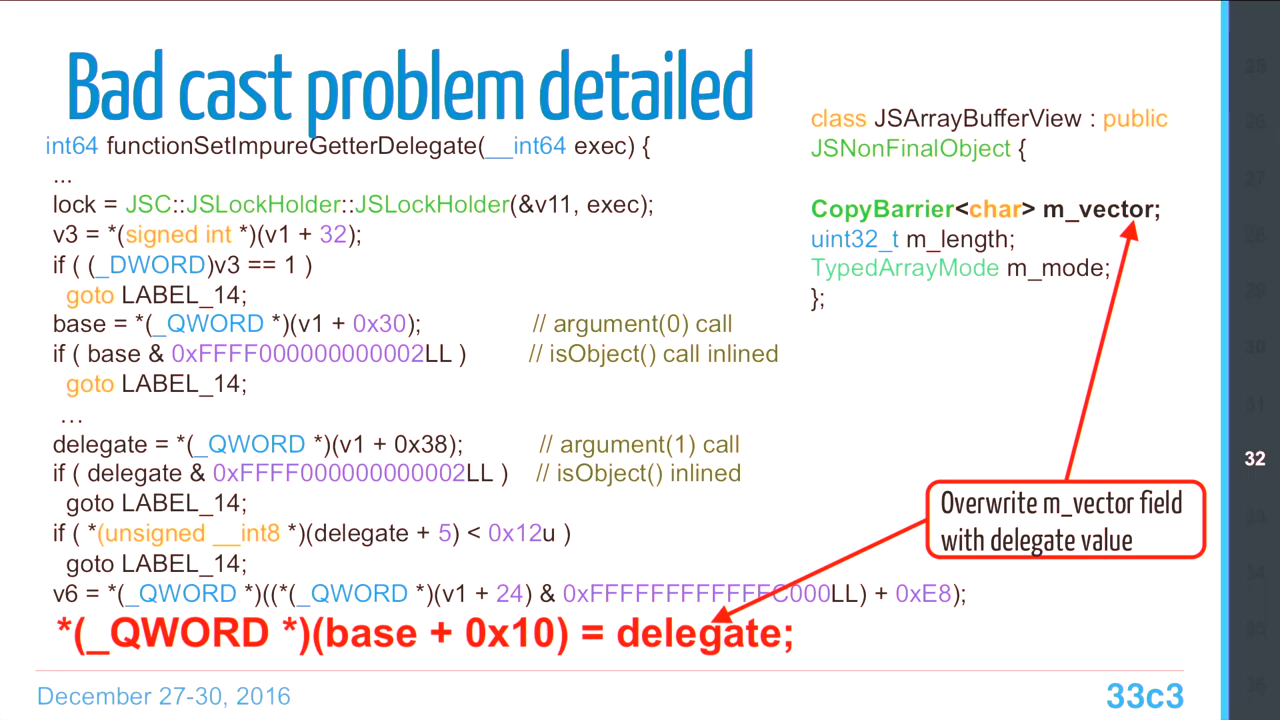 Bad cast problem detailed
int64 functionSetImpureGetterDelegate(__int64 exec) {
...
lock = JSC::JSLockHolder::JSLockHolder(&v11, exec);
v3 = *(signed int *)(v1 + 32);
if ( (_DWORD)v3 == 1 )
goto LABEL_14;
base = *(_QWORD *)(v1 + 0x30); // argument(0) call
if ( base & 0xFFFF000000000002LL ) // isObject() call inlined
goto LABEL_14;
...
delegate = *(_QWORD *)(v1 + 0x38); // argument(1) call
if ( delegate & 0xFFFF000000000002LL ) // isObject() inlined
goto LABEL_14;
if ( *(unsigned __int8 *)(delegate + 5) < 0x12u )
goto LABEL_14;
v6 = *(_QWORD *)((*(_QWORD *)(v1 + 24) & 0xFFFFFFFFFFFFC000LL) + 0xE8);
*(_QWORD *)(base + 0x10) = delegate;
class JSArrayBufferView : public
JSNonFinalObject {
CopyBarrier<char> m_vector;
uint32_t m_length;
TypedArrayMode m_mode;
};
Overwrite m_vector field
with delegate value
December 27-30, 2016
33c3
32